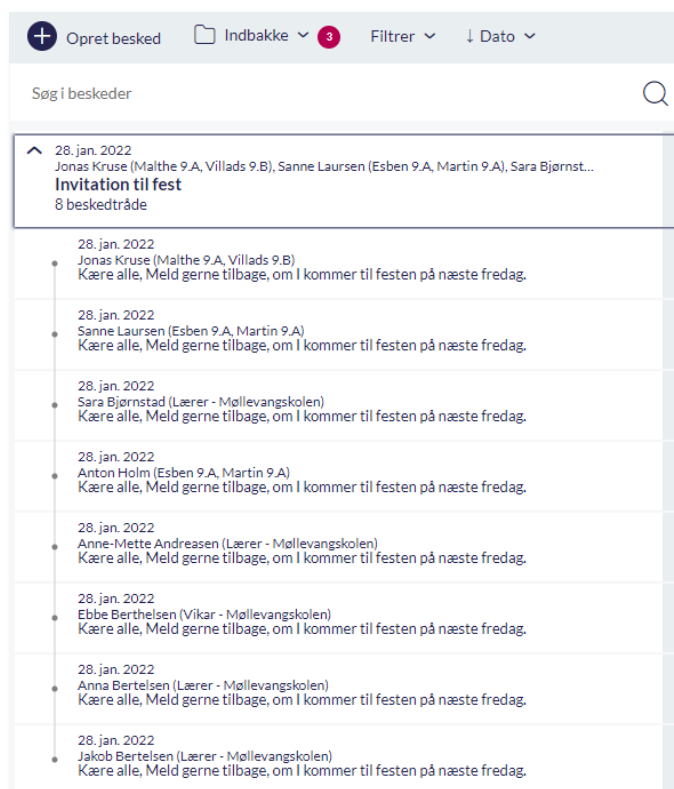 Opret besked Indbakke 3 Filtrer ↓ Dato
Søg i beskeder
28. jan. 2022
Jonas Kruse (Malthe 9.A, Villads 9.B), Sanne Laursen (Esben 9.A, Martin 9.A), Sara Bjørnst...
Invitation til fest
8 beskedtråde
28. jan. 2022
Jonas Kruse (Malthe 9.A, Villads 9.B)
Kære alle, Meld gerne tilbage, om I kommer til festen på næste fredag.
28. jan. 2022
Sanne Laursen (Esben 9.A, Martin 9.A)
Kære alle, Meld gerne tilbage, om I kommer til festen på næste fredag.
28. jan. 2022
Sara Bjørnstad (Lærer - Møllevangskolen)
Kære alle, Meld gerne tilbage, om I kommer til festen på næste fredag.
28. jan. 2022
Anton Holm (Esben 9.A, Martin 9.A)
Kære alle, Meld gerne tilbage, om I kommer til festen på næste fredag.
28. jan. 2022
Anne-Mette Andreasen (Lærer - Møllevangskolen)
Kære alle, Meld gerne tilbage, om I kommer til festen på næste fredag.
28. jan. 2022
Ebbe Berthelsen (Vikar - Møllevangskolen)
Kære alle, Meld gerne tilbage, om I kommer til festen på næste fredag.
28. jan. 2022
Anna Bertelsen (Lærer - Møllevangskolen)
Kære alle, Meld gerne tilbage, om I kommer til festen på næste fredag.
28. jan. 2022
Jakob Bertelsen (Lærer - Møllevangskolen)
Kære alle, Meld gerne tilbage, om I kommer til festen på næste fredag.